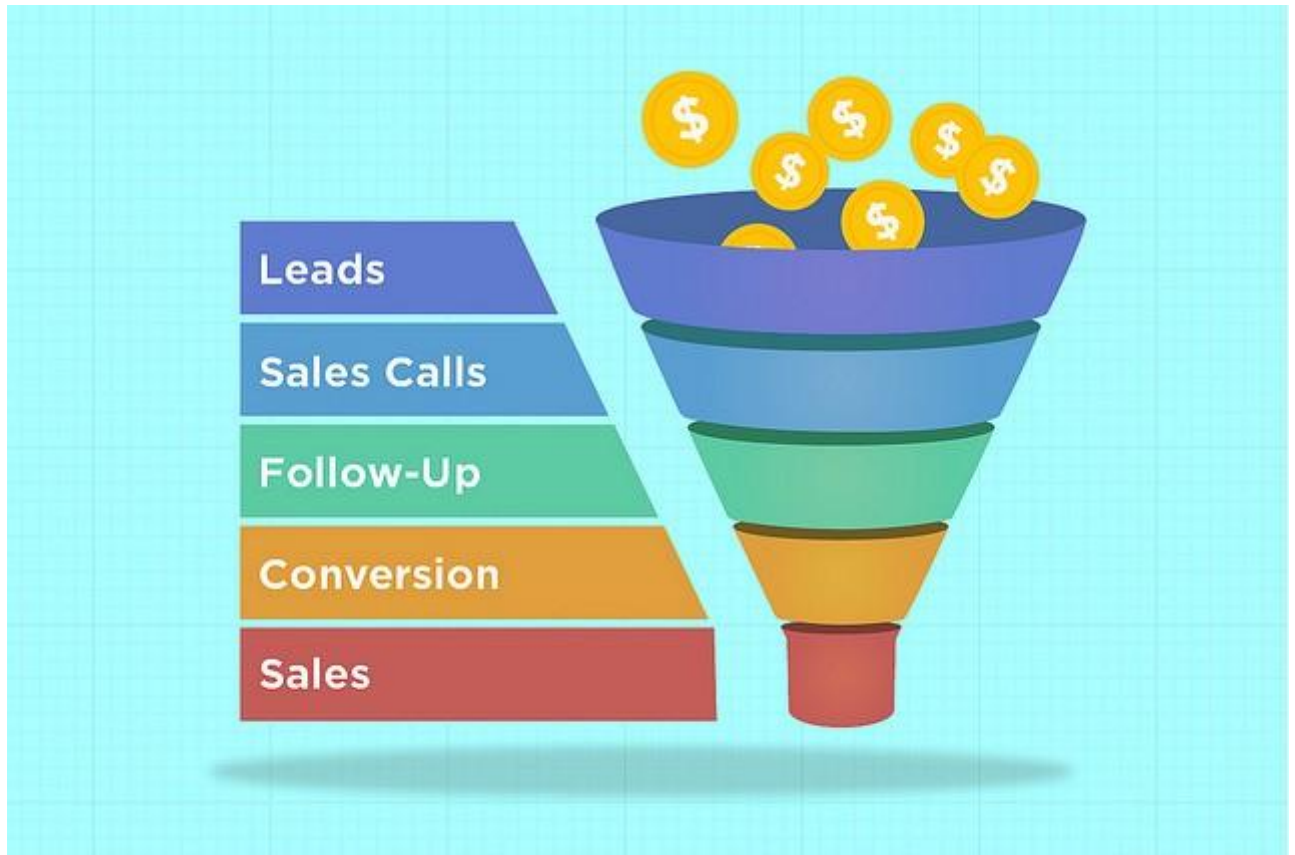 $ $ $ $ $ $
Leads
Sales Calls
Follow-Up
Conversion
Sales